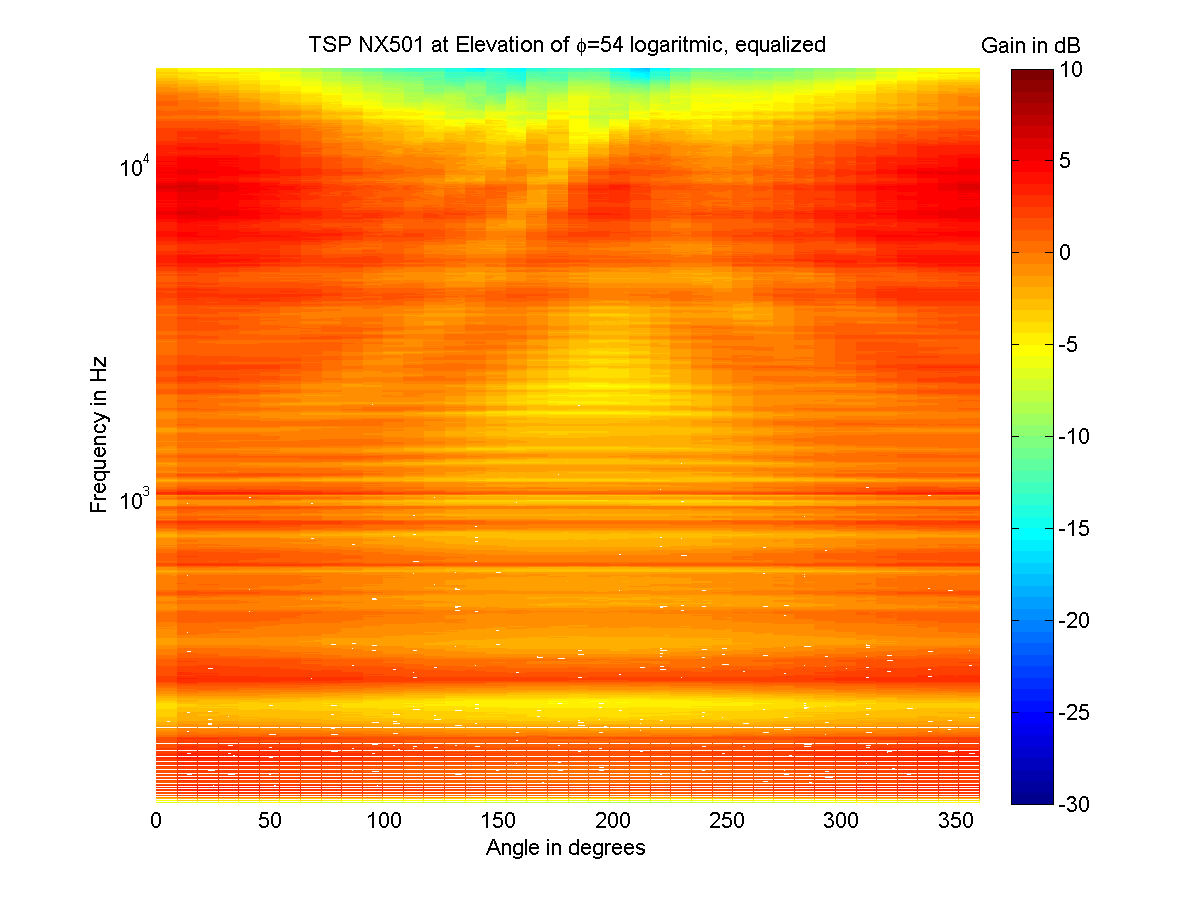 TSP NX501 at Elevation of ϕ=54 logaritmic, equalized
Gain in dB
10
5
0
-5
-10
-15
-20
-25
-30
10^4
10^3
Frequency in Hz
0 50 100 150 200 250 300 350
Angle in degrees